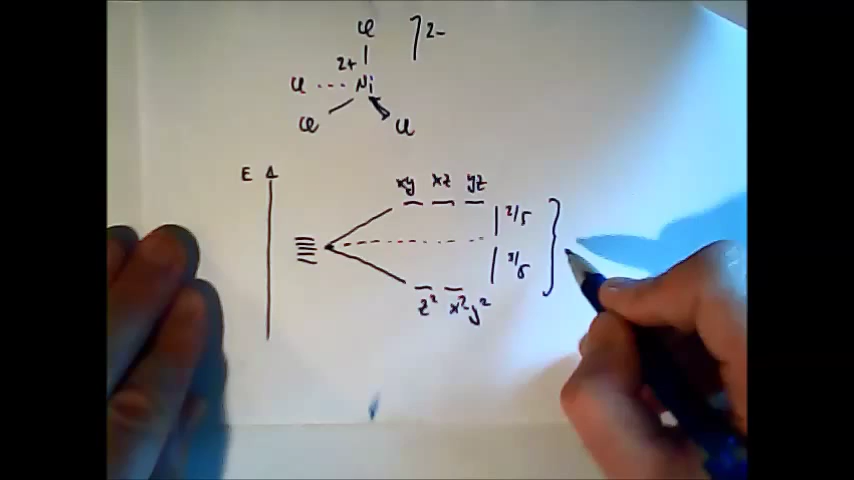 Cl ] 2-
2+
Cl Ni
Cl Cl
E
xy xz yz
2/5
3/5
z² x²-y²